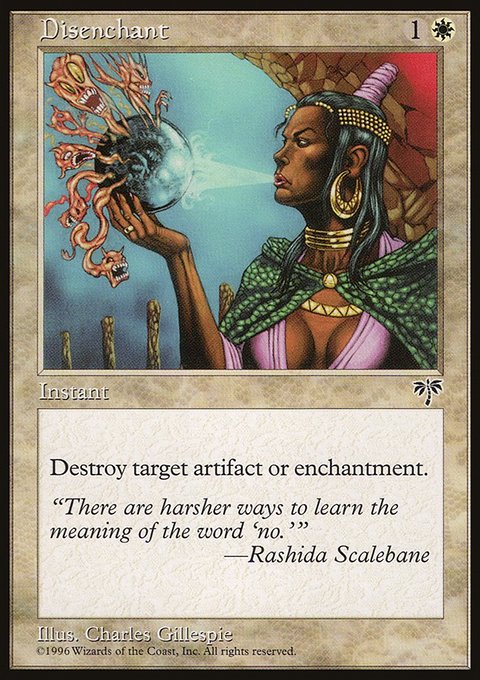 Disenchant 1
Instant
Destroy target artifact or enchantment.
“There are harsher ways to learn the
meaning of the word ‘no.’”
—Rashida Scalebane
Illus. Charles Gillespie
©1996 Wizards of the Coast, Inc. All rights reserved.